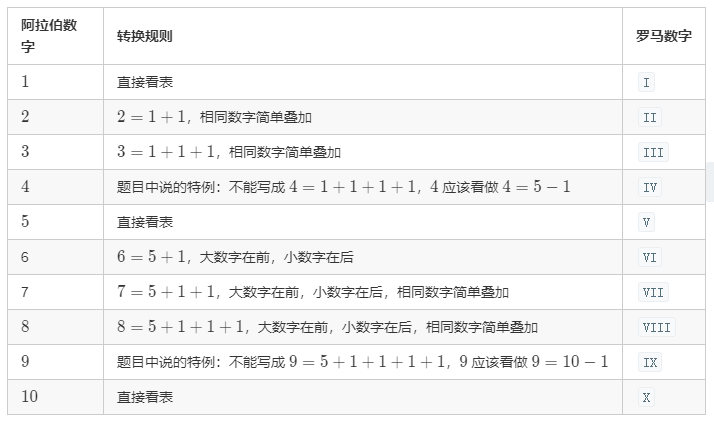 阿拉伯数
字
转换规则
罗马数字
1 直接看表 I
2 2 = 1 + 1，相同数字简单叠加 II
3 3 = 1 + 1 + 1，相同数字简单叠加 III
4 题目中说的特例：不能写成 4 = 1 + 1 + 1 + 1，4 应该看做 4 = 5 − 1 IV
5 直接看表 V
6 6 = 5 + 1，大数字在前，小数字在后 VI
7 7 = 5 + 1 + 1，大数字在前，小数字在后，相同数字简单叠加 VII
8 8 = 5 + 1 + 1 + 1，大数字在前，小数字在后，相同数字简单叠加 VIII
9 题目中说的特例：不能写成 9 = 5 + 1 + 1 + 1 + 1，9 应该看做 9 = 10 − 1 IX
10 直接看表 X